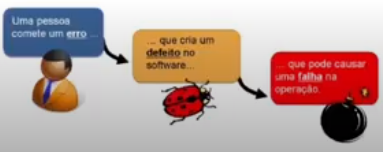 Uma pessoa
comete um erro ...
... que cria um
defeito no
software...
... que pode causar
uma falha na
operação.